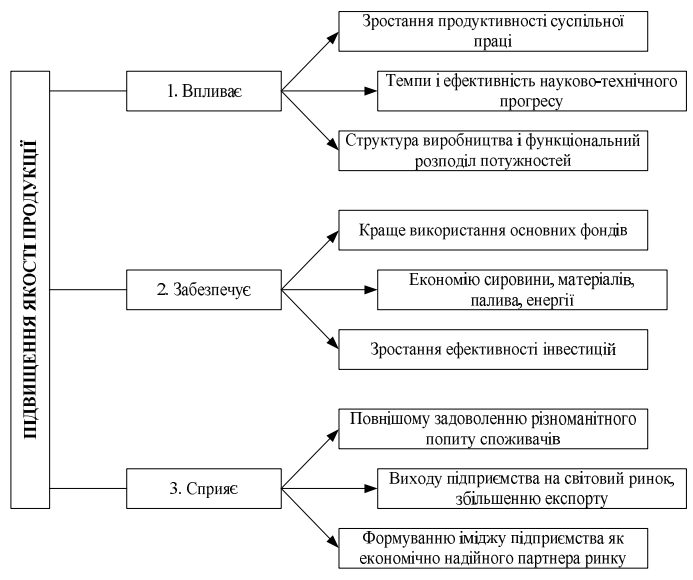 ПІДВИЩЕННЯ ЯКОСТІ ПРОДУКЦІЇ
1. Впливає
Зростання продуктивності суспільної
праці
Темпи і ефективність науково-технічного
прогресу
Структура виробництва і функціональний
розподіл потужностей
2. Забезпечує
Краще використання основних фондів
Економію сировини, матеріалів,
палива, енергії
Зростання ефективності інвестицій
3. Сприяє
Повнішому задоволенню різноманітного
попиту споживачів
Виходу підприємства на світовий ринок,
збільшенню експорту
Формуванню іміджу підприємства як
економічно надійного партнера ринку